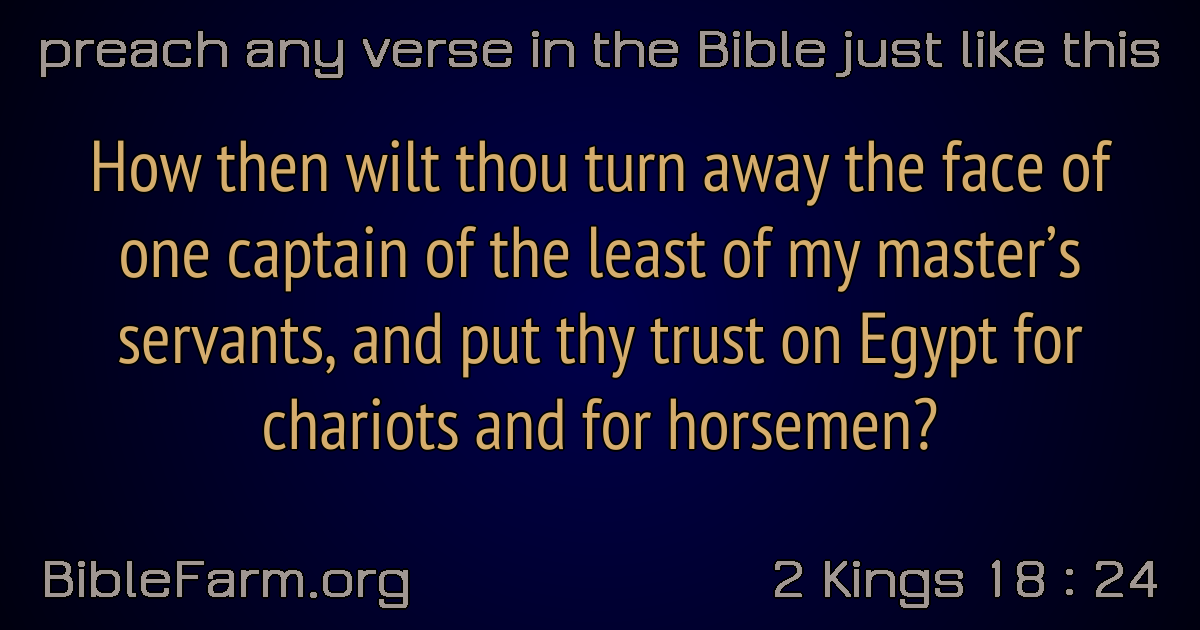 preach any verse in the Bible just like this
How then wilt thou turn away the face of
one captain of the least of my master’s
servants, and put thy trust on Egypt for
chariots and for horsemen?
BibleFarm.org
2 Kings 18 : 24